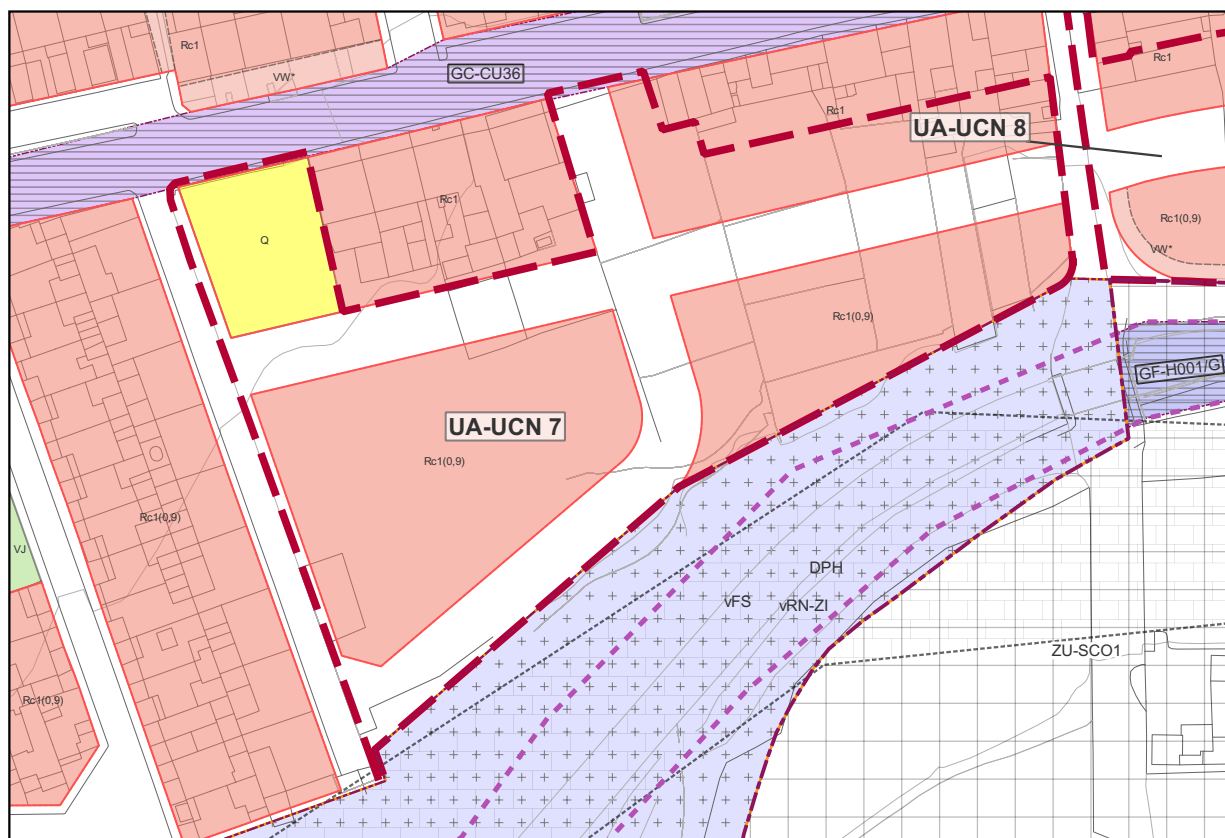 Rc1
VW*
GC-CU36
Rc1
Rc1
UA-UCN 8
Q
Rc1
Rc1(0,9)
VW*
Rc1(0,9)
GF-H001/G
UA-UCN 7
Rc1(0,9)
Rc1(0,9)
VJ
DPH
vFS
vRN-ZI
ZU-SCO1
Rc1(0,9)